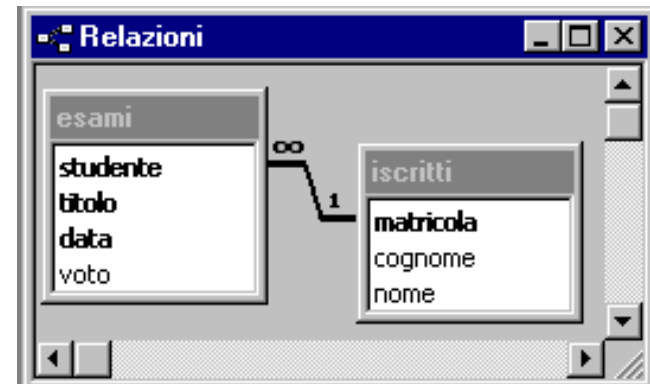 Relazioni
esami
studente
titolo
data
voto
∞
1
iscritti
matricola
cognome
nome